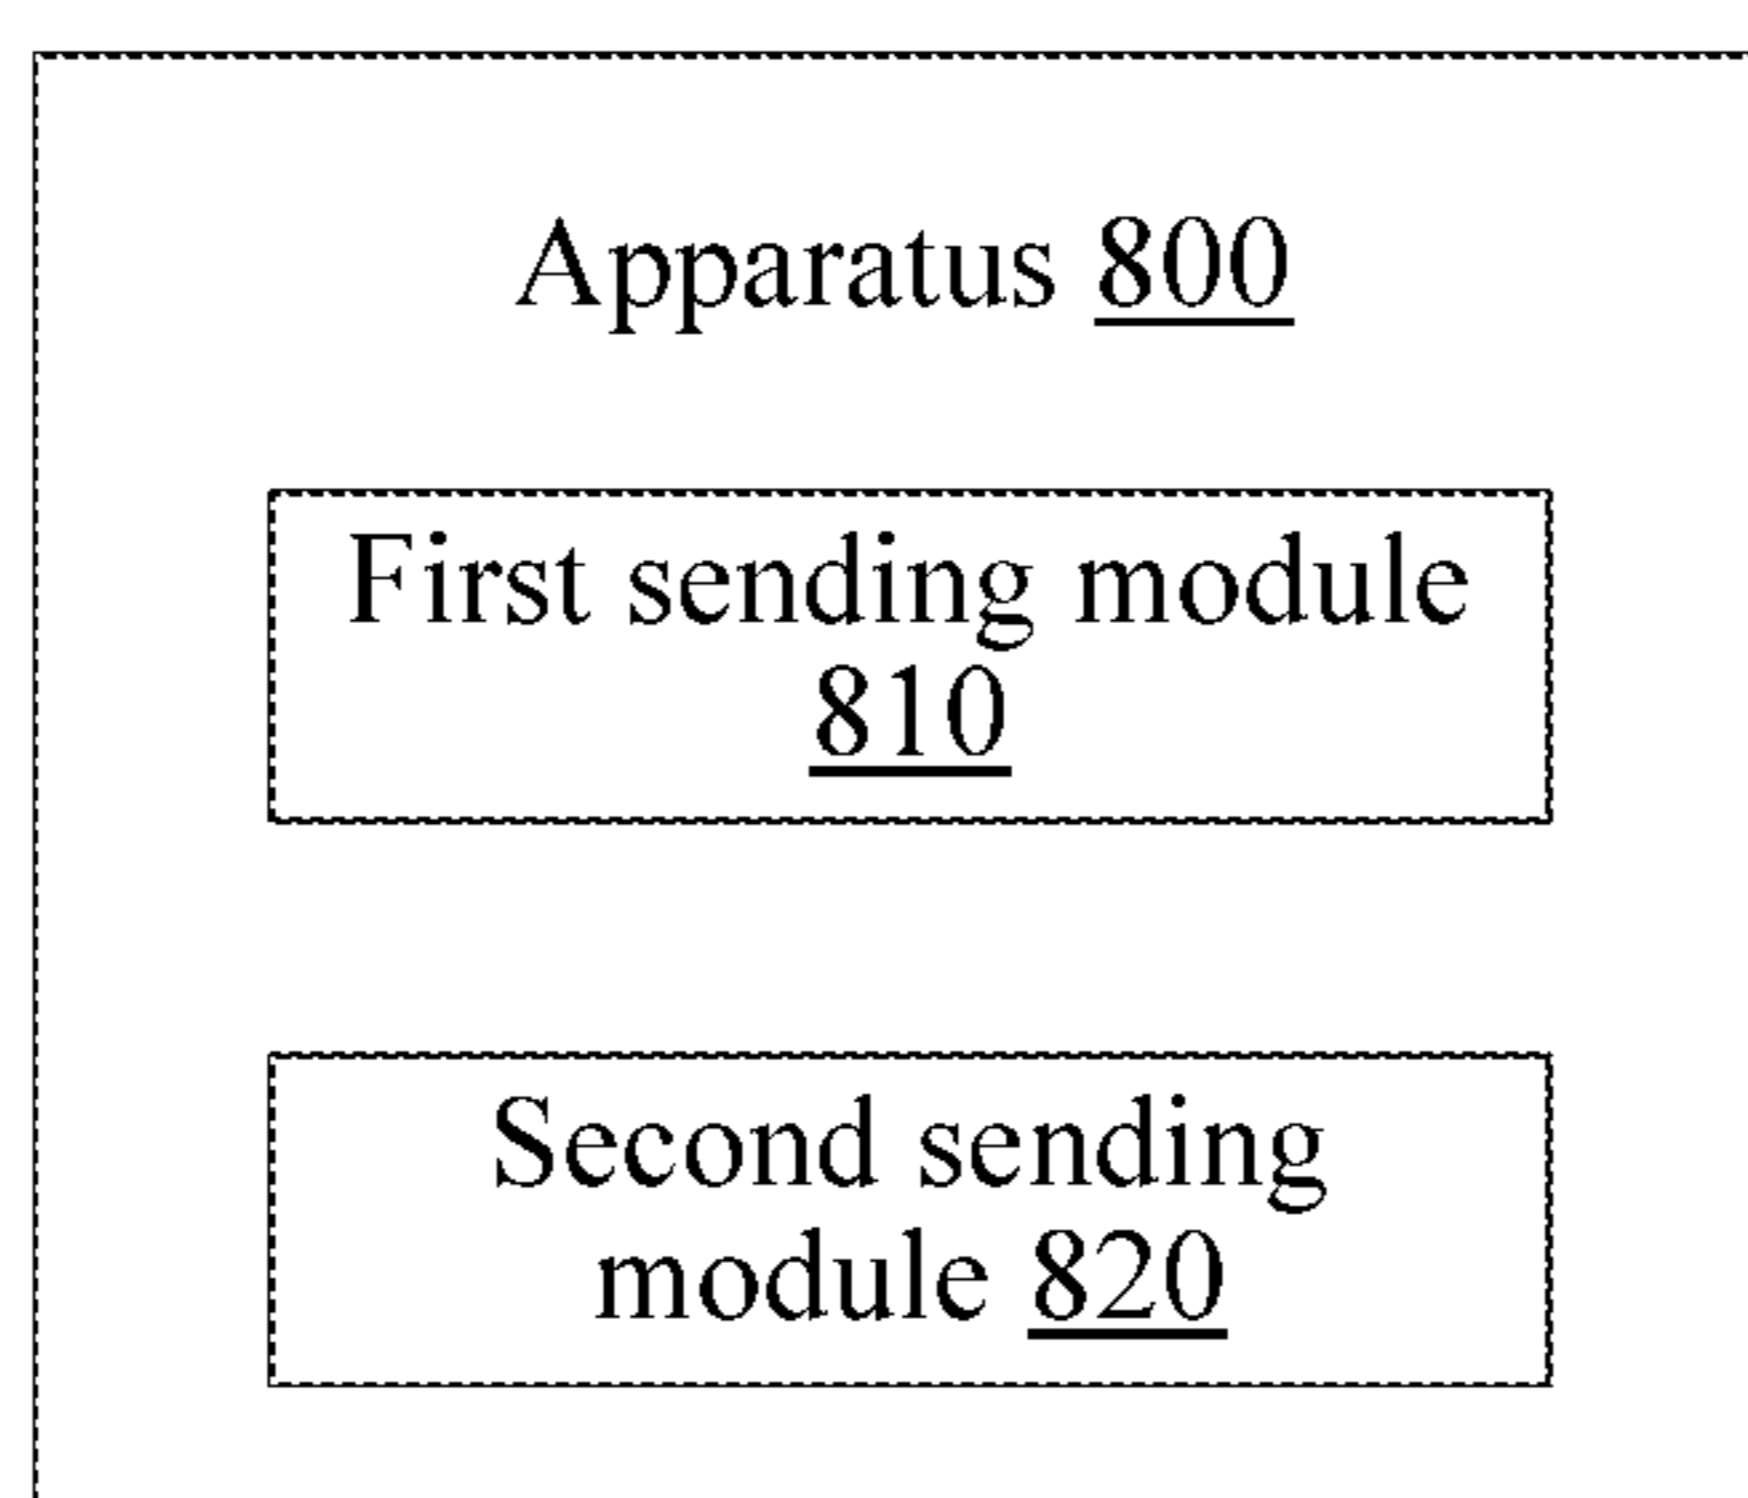 Apparatus 800
First sending module
810
Second sending
module 820